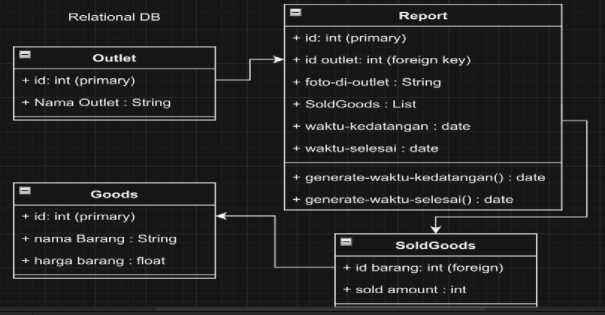 Relational DB
Outlet
+ id: int (primary)
+ Nama Outlet : String
Report
+ id: int (primary)
+ id outlet: int (foreign key)
+ foto-di-outlet : String
+ SoldGoods : List
+ waktu-kedatangan : date
+ waktu-selesai : date
+ generate-waktu-kedatangan() : date
+ generate-waktu-selesai() : date
Goods
+ id: int (primary)
+ nama Barang : String
+ harga barang : float
SoldGoods
+ id barang: int (foreign)
+ sold amount : int